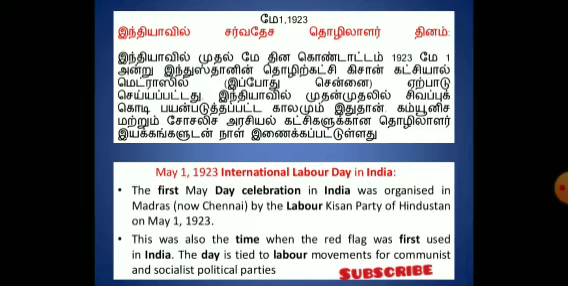 மே1,1923
இந்தியாவில் சர்வதேச தொழிலாளர் தினம்:
இந்தியாவில் முதல் மே தின கொண்டாட்டம் 1923 மே 1
அன்று இந்துஸ்தானின் தொழிற்கட்சி கிசான் கட்சியால்
மெட்ராஸில் (இப்போது சென்னை) ஏற்பாடு
செய்யப்பட்டது. இந்தியாவில் முதன்முதலில் சிவப்புக்
கொடி பயன்படுத்தப்பட்ட காலமும் இதுதான். கம்யூனிச
மற்றும் சோசலிச அரசியல் கட்சிகளுக்கான தொழிலாளர்
இயக்கங்களுடன் நாள் இணைக்கப்பட்டுள்ளது
May 1, 1923 International Labour Day in India:
• The first May Day celebration in India was organised in
Madras (now Chennai) by the Labour Kisan Party of Hindustan
on May 1, 1923.
• This was also the time when the red flag was first used
in India. The day is tied to labour movements for communist
and socialist political parties
SUBSCRIBE